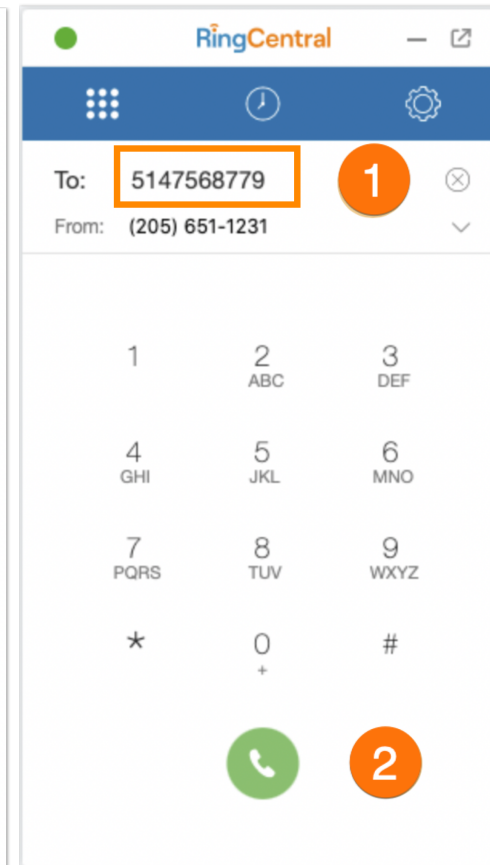 RingCentral
To: 5147568779
1
From: (205) 651-1231
1 2 3
ABC DEF
4 5 6
GHI JKL MNO
7 8 9
PQRS TUV WXYZ
* 0 #
+
2